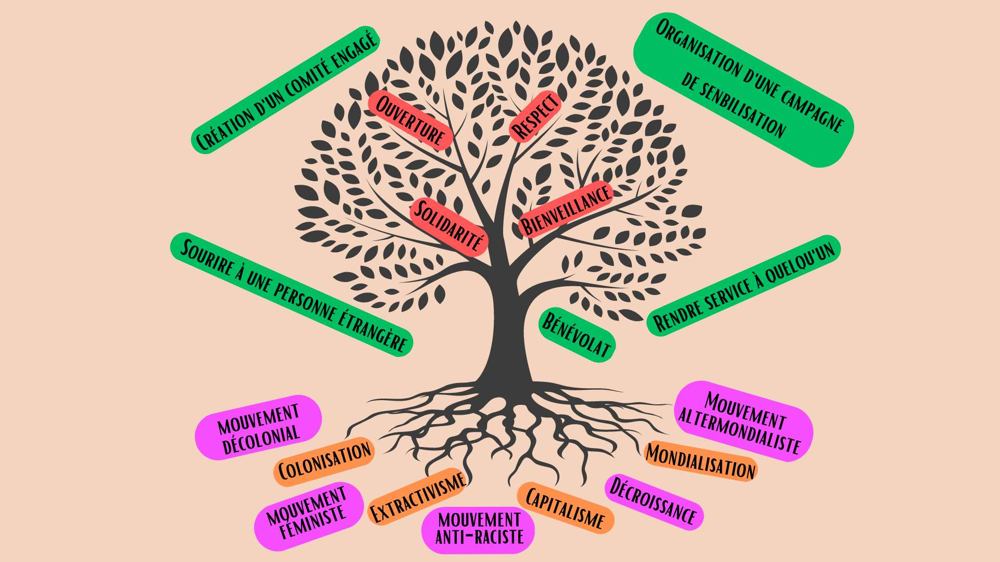 Création d'un comité engagé
Organisation d'une campagne
de senbilisation
Ouverture
Respect
Solidarité
Bienveillance
Sourire à une personne étrangère
Rendre service à quelqu'un
Bénévolat
mouvement
décolonial
Mouvement
altermondialiste
Colonisation
Mondialisation
mouvement
féministe
Extractivisme
Capitalisme
Décroissance
mouvement
anti-raciste